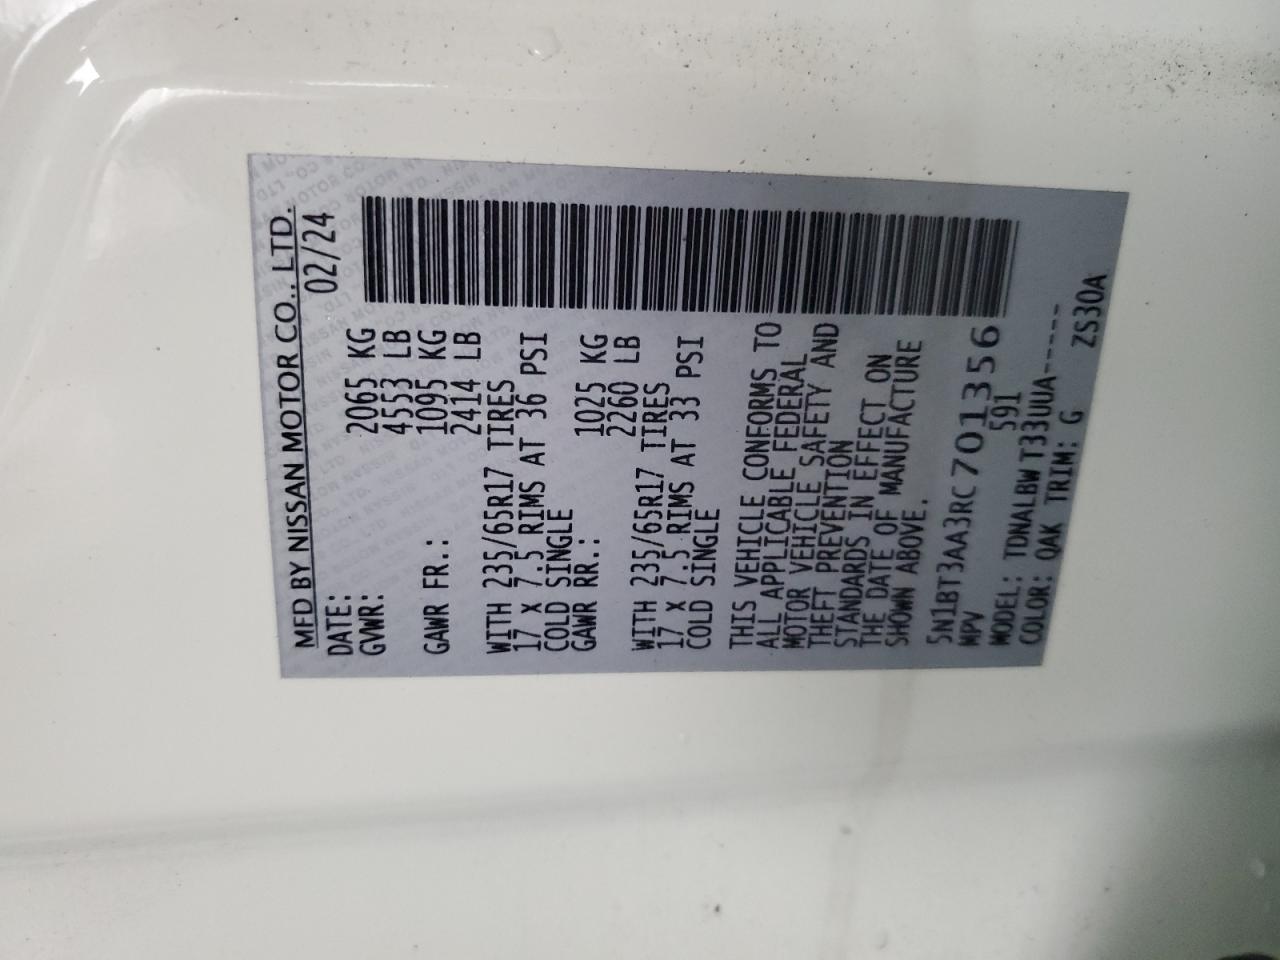 MFD BY NISSAN MOTOR CO., LTD.
DATE: 02/24
GVWR: 2065 KG
4553 LB
GAWR FR.: 1095 KG
2414 LB
WITH 235/65R17 TIRES
17 X 7.5 RIMS AT 36 PSI
COLD SINGLE
GAWR RR.: 1025 KG
2260 LB
WITH 235/65R17 TIRES
17 X 7.5 RIMS AT 33 PSI
COLD SINGLE
THIS VEHICLE CONFORMS TO
ALL APPLICABLE FEDERAL
MOTOR VEHICLE SAFETY AND
THEFT PREVENTION
STANDARDS IN EFFECT ON
THE DATE OF MANUFACTURE
SHOWN ABOVE.
5N1BT3AA3RC701356
MPV 591
MODEL: TDNALBWT33UUA-----
COLOR: QAK TRIM: G ZS30A